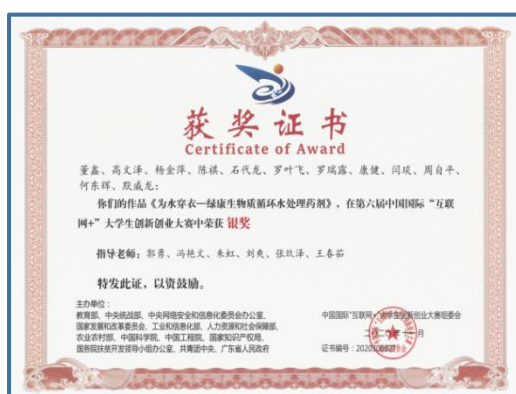 获奖证书
Certificate of Award
董鑫、高文泽、杨金萍、陈祺、石代龙、罗叶飞、罗瑞露、康健、闫琰、周自平、
何东辉、殷威龙：
你们的作品《为水穿衣—绿康生物质循环水处理药剂》，在第六届中国国际“互联
网+”大学生创新创业大赛中荣获 银奖
指导老师：郭勇、冯艳文、朱虹、刘爽、张玖泽、王春茹
特发此证，以资鼓励。
主办单位：
教育部、中央统战部、中央网络安全和信息化委员会办公室、
国家发展和改革委员会、工业和信息化部、人力资源和社会保障部、
农业农村部、中国科学院、中国工程院、国家知识产权局、
国务院扶贫开发领导小组办公室、共青团中央、广东省人民政府
中国国际“互联网+”大学生创新创业大赛组委会
二〇二〇年十一月
证书编号：